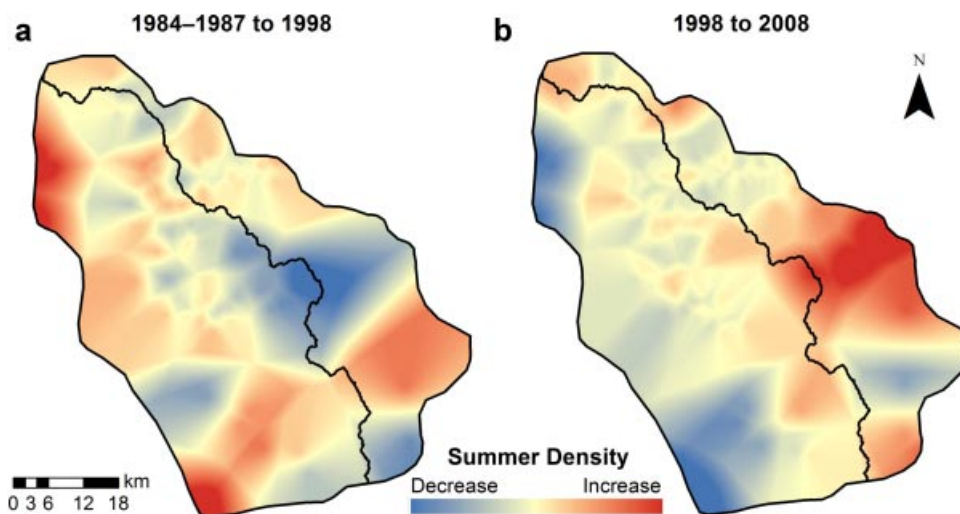 a 1984–1987 to 1998
b 1998 to 2008
N
Summer Density
Decrease Increase
km
0 3 6 12 18